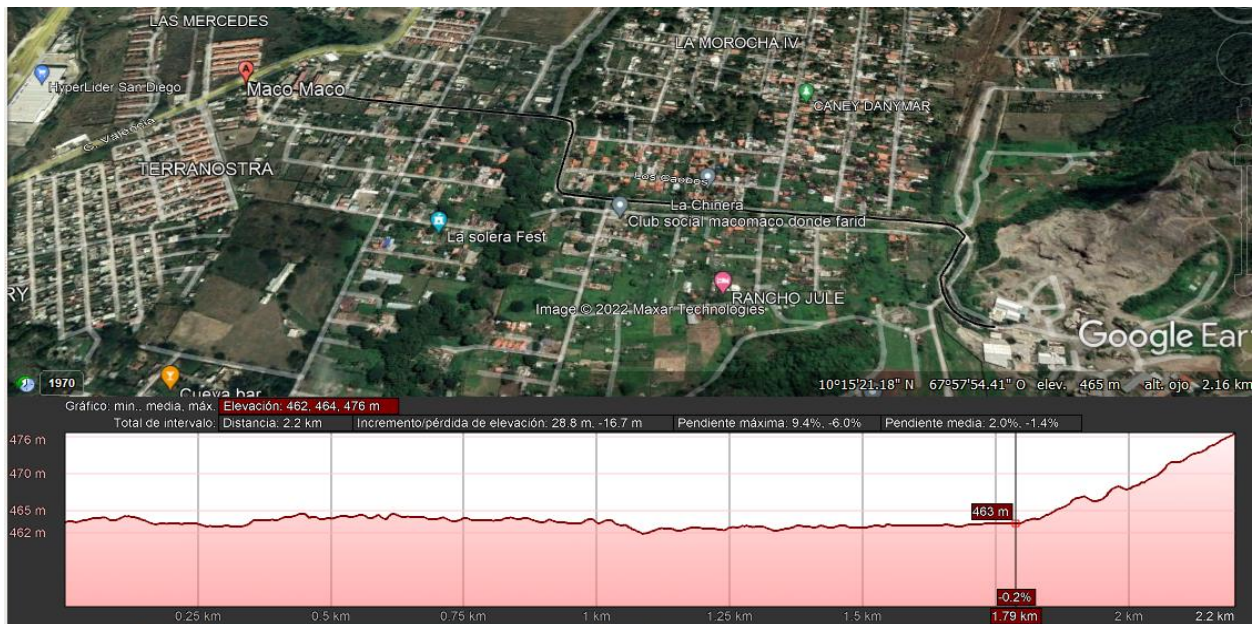 LAS MERCEDES
LA MOROCHA IV
HyperLider San Diego
Maco Maco
CANEY DANYMAR
C. Valencia
TERRANOSTRA
Los Caobos
La Chinera
Club social macomaco donde farid
La solera Fest
RY
RANCHO JULE
Image © 2022 Maxar Technologies
Google Ear
1970
Cueva bar
10°15'21.18" N 67°57'54.41" O elev. 465 m alt. ojo 2.16 km
Gráfico: min., media, máx. Elevación: 462, 464, 476 m
Total de intervalo: Distancia: 2.2 km Incremento/pérdida de elevación: 28.8 m, -16.7 m Pendiente máxima: 9.4%, -6.0% Pendiente media: 2.0%, -1.4%
476 m
470 m
465 m
462 m
463 m
-0.2%
0.25 km 0.5 km 0.75 km 1 km 1.25 km 1.5 km 1.79 km 2 km 2.2 km